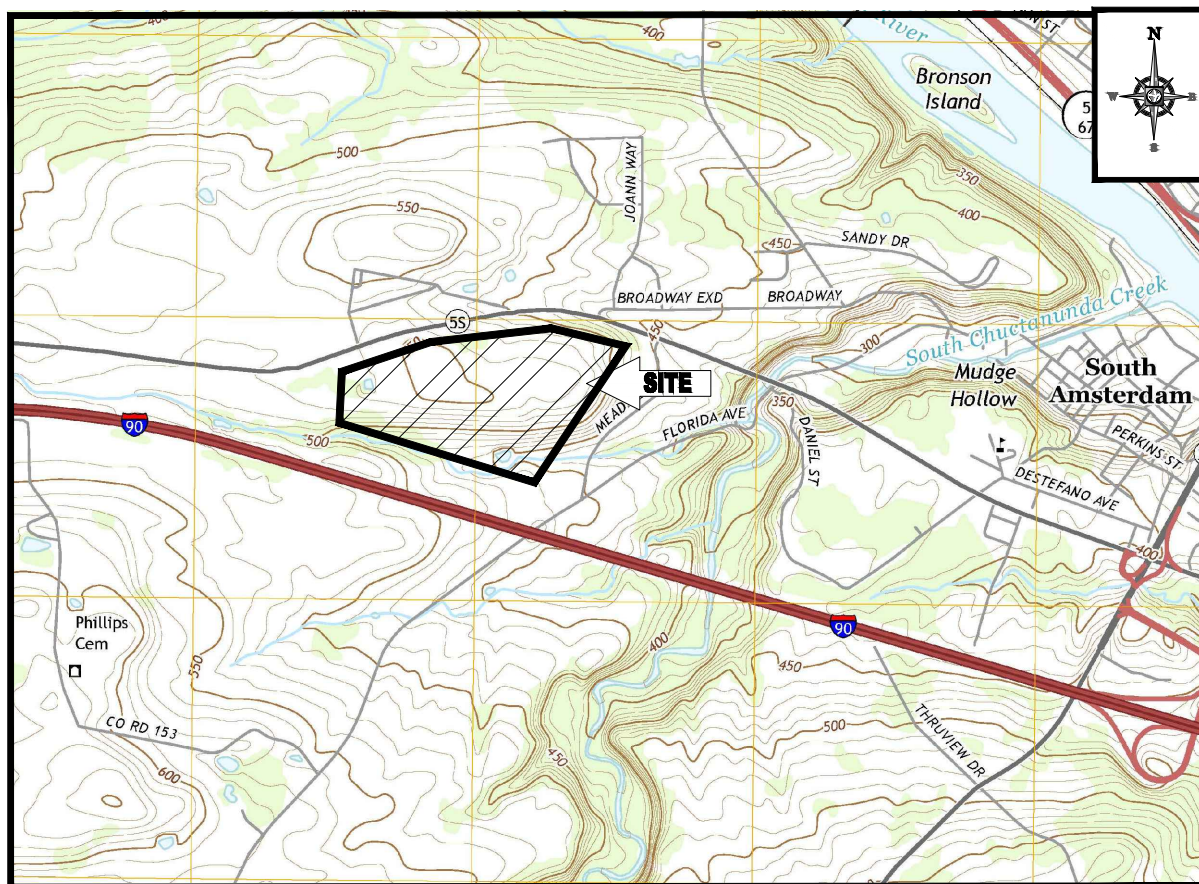 400
River
N
W
E
S
Bronson
Island
5
67
500
JOANN WAY
350
550
400
450
SANDY DR
BROADWAY EXD
BROADWAY
5S
450
300
South Chuctanunda Creek
Mudge
Hollow
South
Amsterdam
SITE
MEAD
FLORIDA AVE
350
DANIEL ST
PERKINS ST
90
500
DESTEFANO AVE
400
Phillips
Cem
90
550
400
450
CO RD 153
500
THRUVIEW DR
450
600